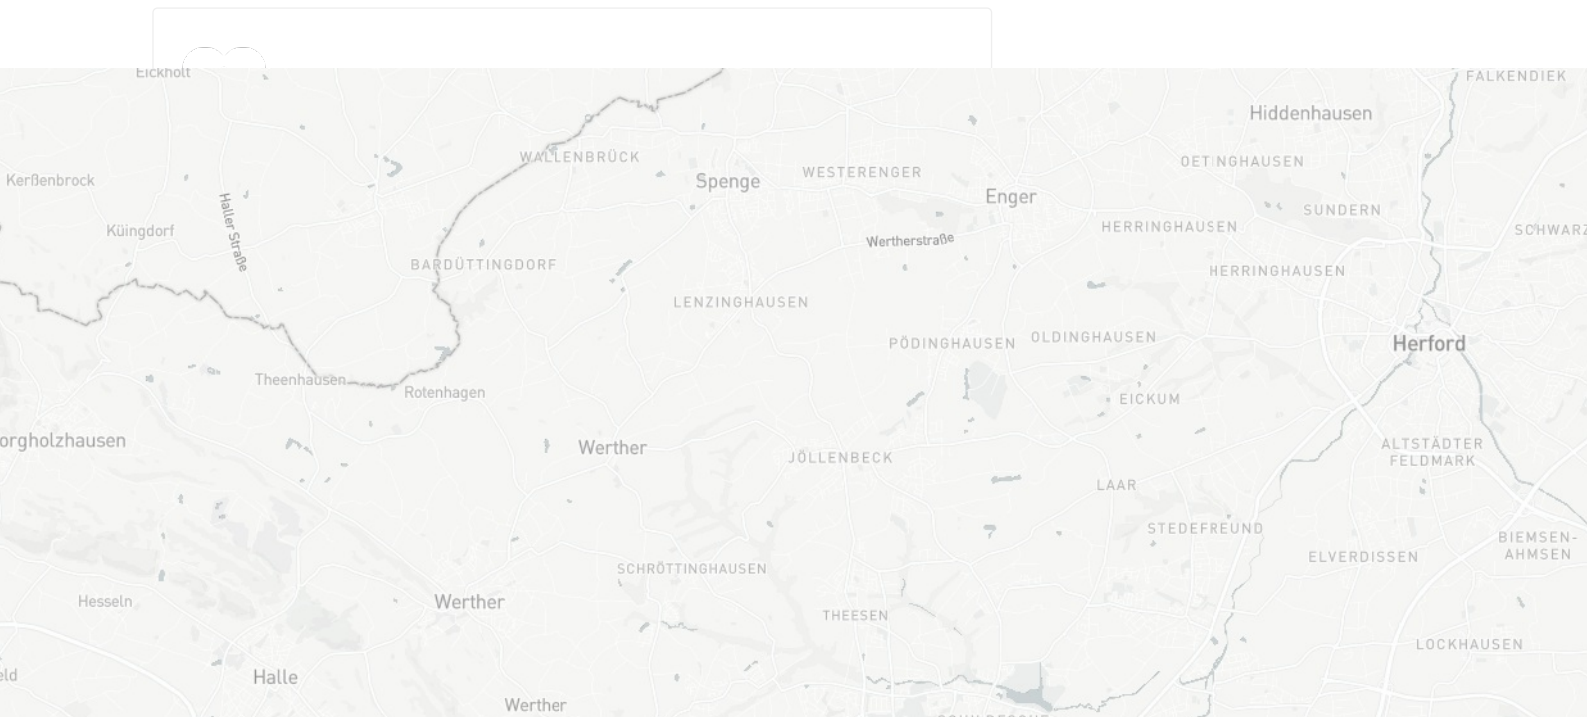 Eickholt
FALKENDIEK
Hiddenhausen
WALLENBRÜCK
OETINGHAUSEN
WESTERENGER
Kerßenbrock
Spenge
Enger
SUNDERN
Haller Straße
HERRINGHAUSEN
Küingdorf
SCHWARZ
Wertherstraße
BARDÜTTINGDORF
HERRINGHAUSEN
LENZINGHAUSEN
OLDINGHAUSEN
PÖDINGHAUSEN
Herford
Theenhausen
Rotenhagen
EICKUM
orgholzhausen
Werther
ALTSTÄDTER
FELDMARK
JÖLLENBECK
LAAR
STEDEFREUND
BIEMSEN-
AHMSEN
ELVERDISSEN
SCHRÖTTINGHAUSEN
Hesseln
Werther
THEESEN
LOCKHAUSEN
eld
Halle
Werther